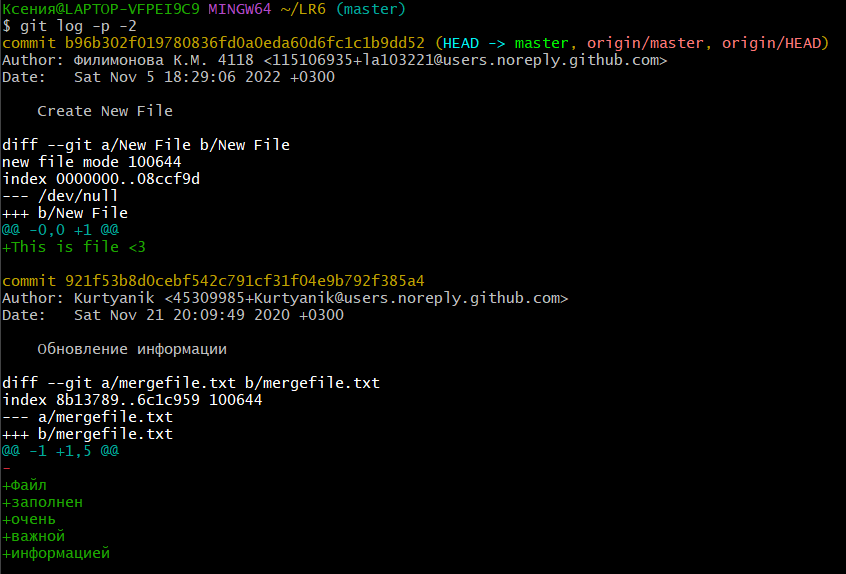 Ксения@LAPTOP-VFPEI9C9 MINGW64 ~/LR6 (master)
$ git log -p -2
commit b96b302f019780836fd0a0eda60d6fc1c1b9dd52 (HEAD -> master, origin/master, origin/HEAD)
Author: Филимонова К.М. 4118 <115106935+la103221@users.noreply.github.com>
Date:   Sat Nov 5 18:29:06 2022 +0300

    Create New File

diff --git a/New File b/New File
new file mode 100644
index 0000000..08ccf9d
--- /dev/null
+++ b/New File
@@ -0,0 +1 @@
+This is file <3

commit 921f53b8d0cebf542c791cf31f04e9b792f385a4
Author: Kurtyanik <45309985+Kurtyanik@users.noreply.github.com>
Date:   Sat Nov 21 20:09:49 2020 +0300

    Обновление информации

diff --git a/mergefile.txt b/mergefile.txt
index 8b13789..6c1c959 100644
--- a/mergefile.txt
+++ b/mergefile.txt
@@ -1 +1,5 @@
-
+Файл
+заполнен
+очень
+важной
+информацией